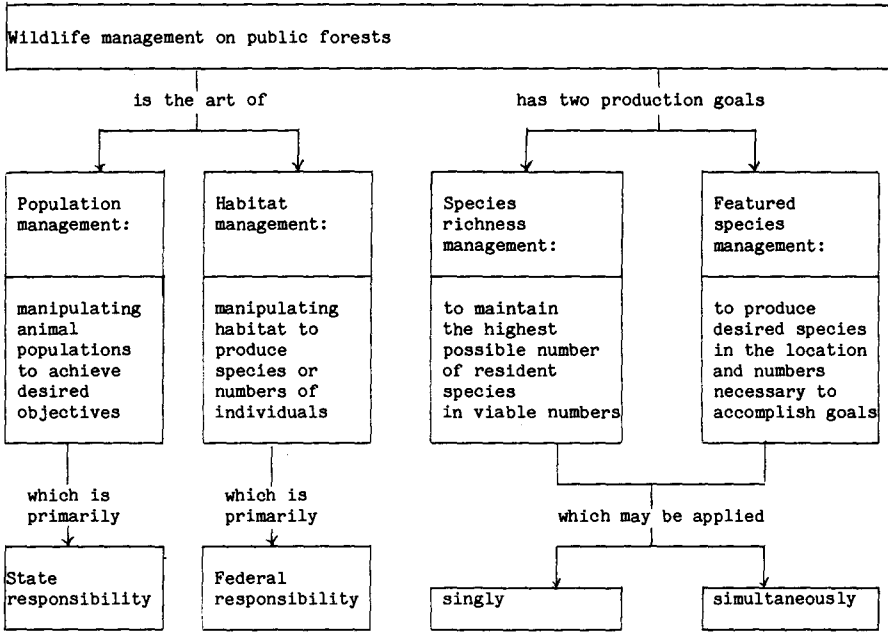 Wildlife management on public forests
is the art of
has two production goals
Population
management:
manipulating
animal
populations
to achieve
desired
objectives
which is
primarily
State
responsibility
Habitat
management:
manipulating
habitat to
produce
species or
numbers of
individuals
which is
primarily
Federal
responsibility
Species
richness
management:
to maintain
the highest
possible number
of resident
species
in viable numbers
Featured
species
management:
to produce
desired species
in the location
and numbers
necessary to
accomplish goals
which may be applied
singly
simultaneously